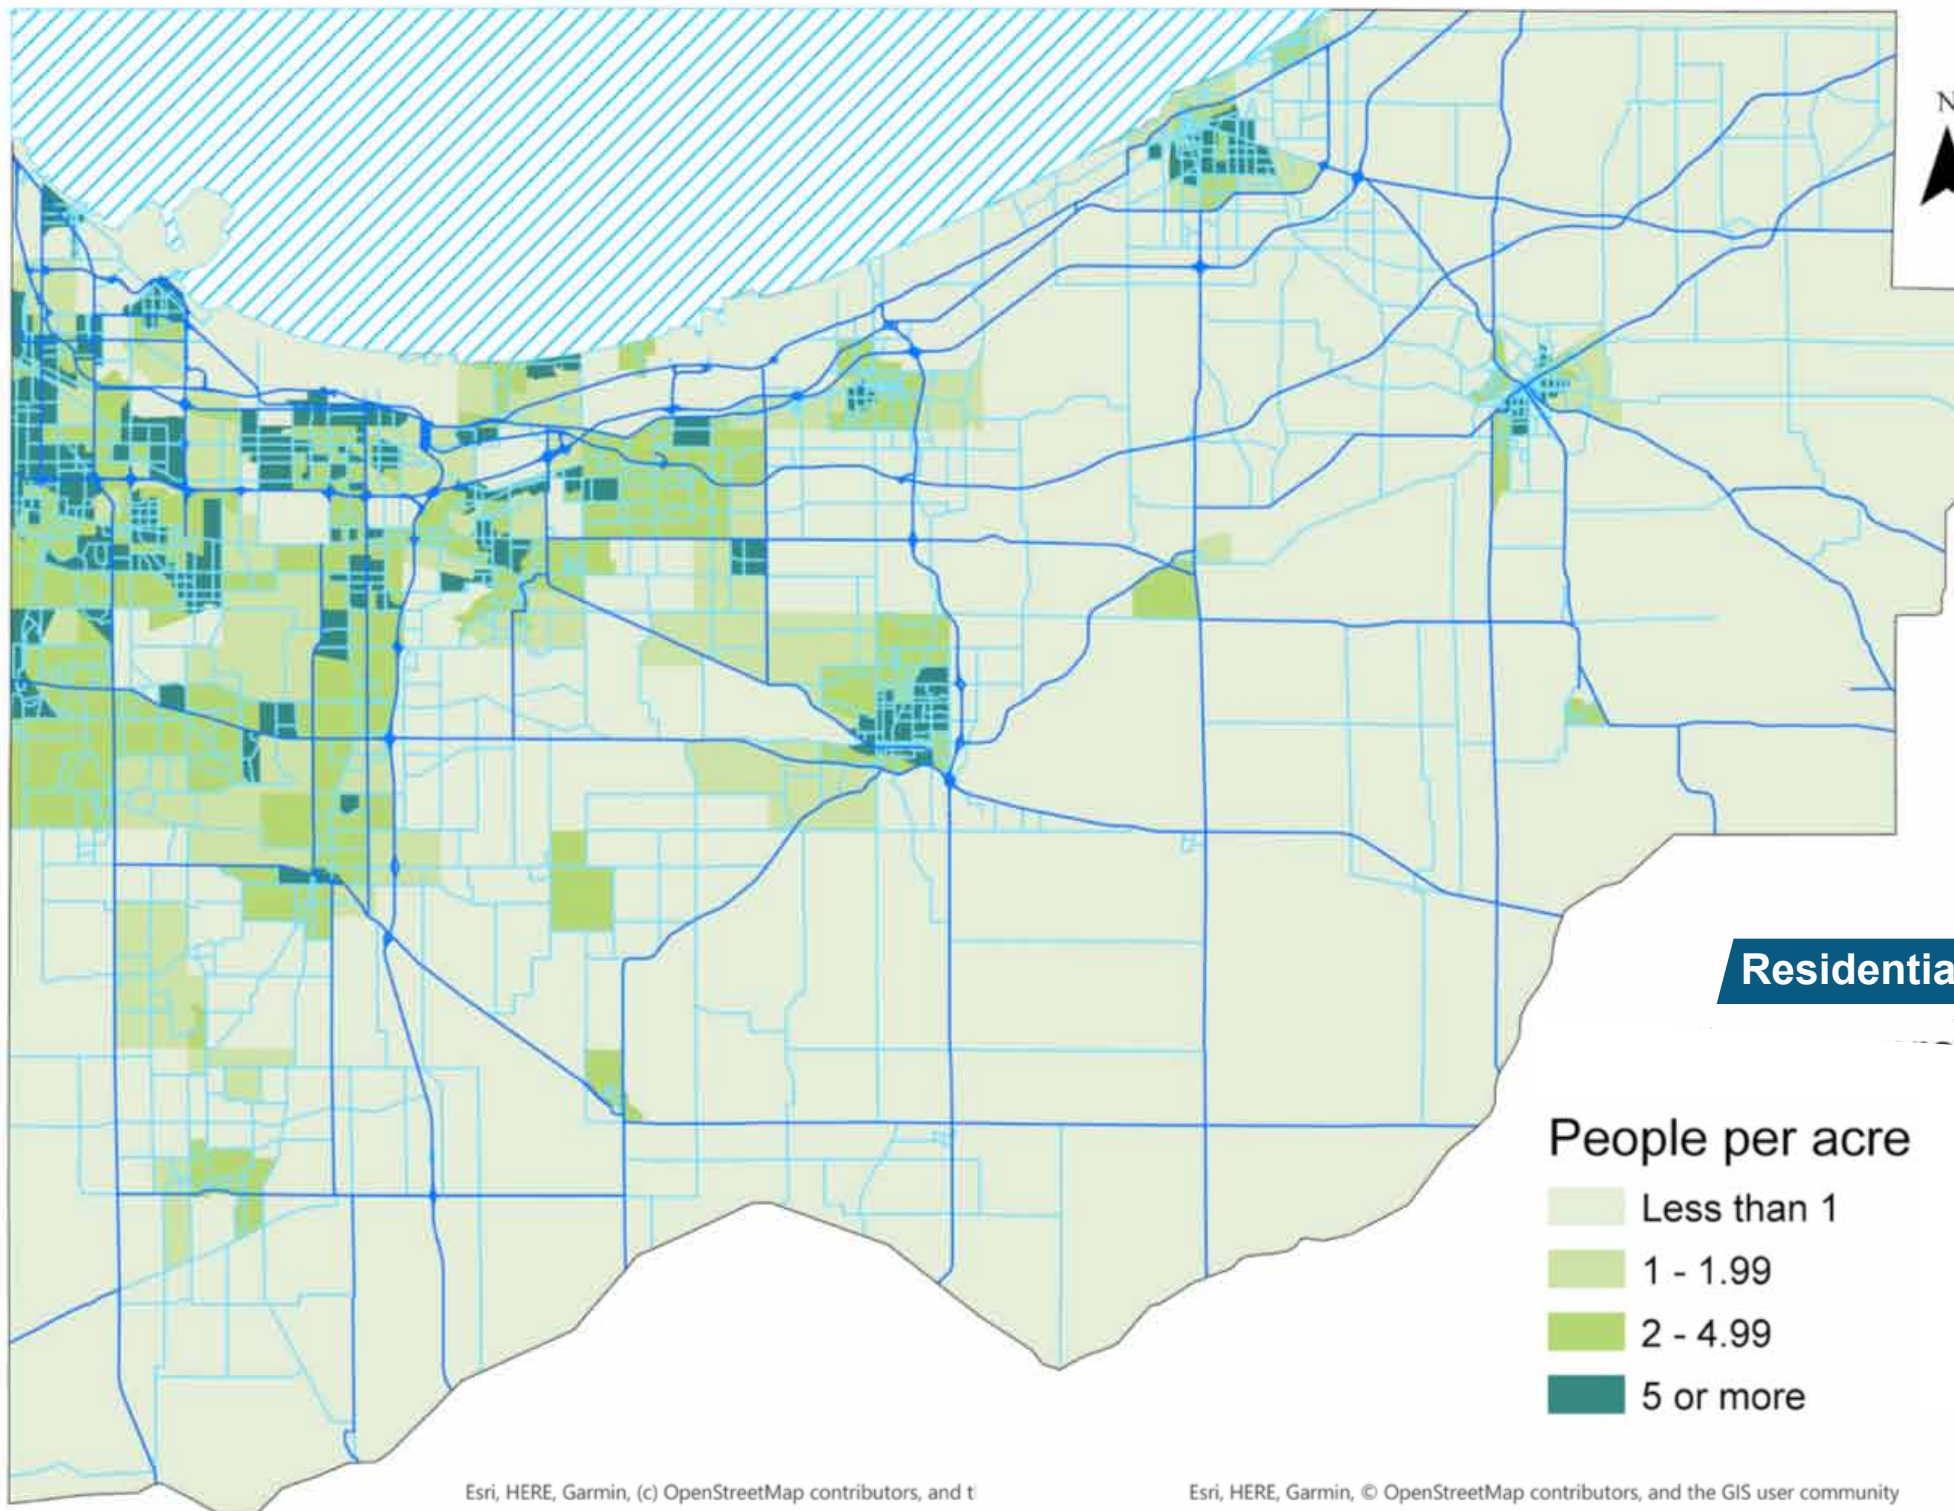 N
Residentia
People per acre
Less than 1
1 - 1.99
2 - 4.99
5 or more
Esri, HERE, Garmin, (c) OpenStreetMap contributors, and t
Esri, HERE, Garmin, © OpenStreetMap contributors, and the GIS user community